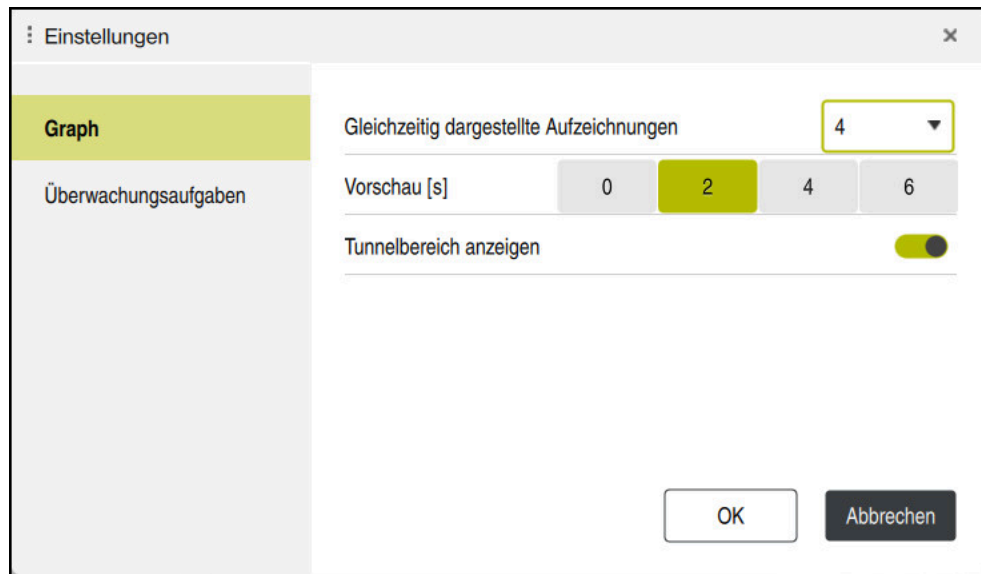 Einstellungen
Graph
Überwachungsaufgaben
Gleichzeitig dargestellte Aufzeichnungen 4
Vorschau [s] 0 2 4 6
Tunnelbereich anzeigen
OK Abbrechen